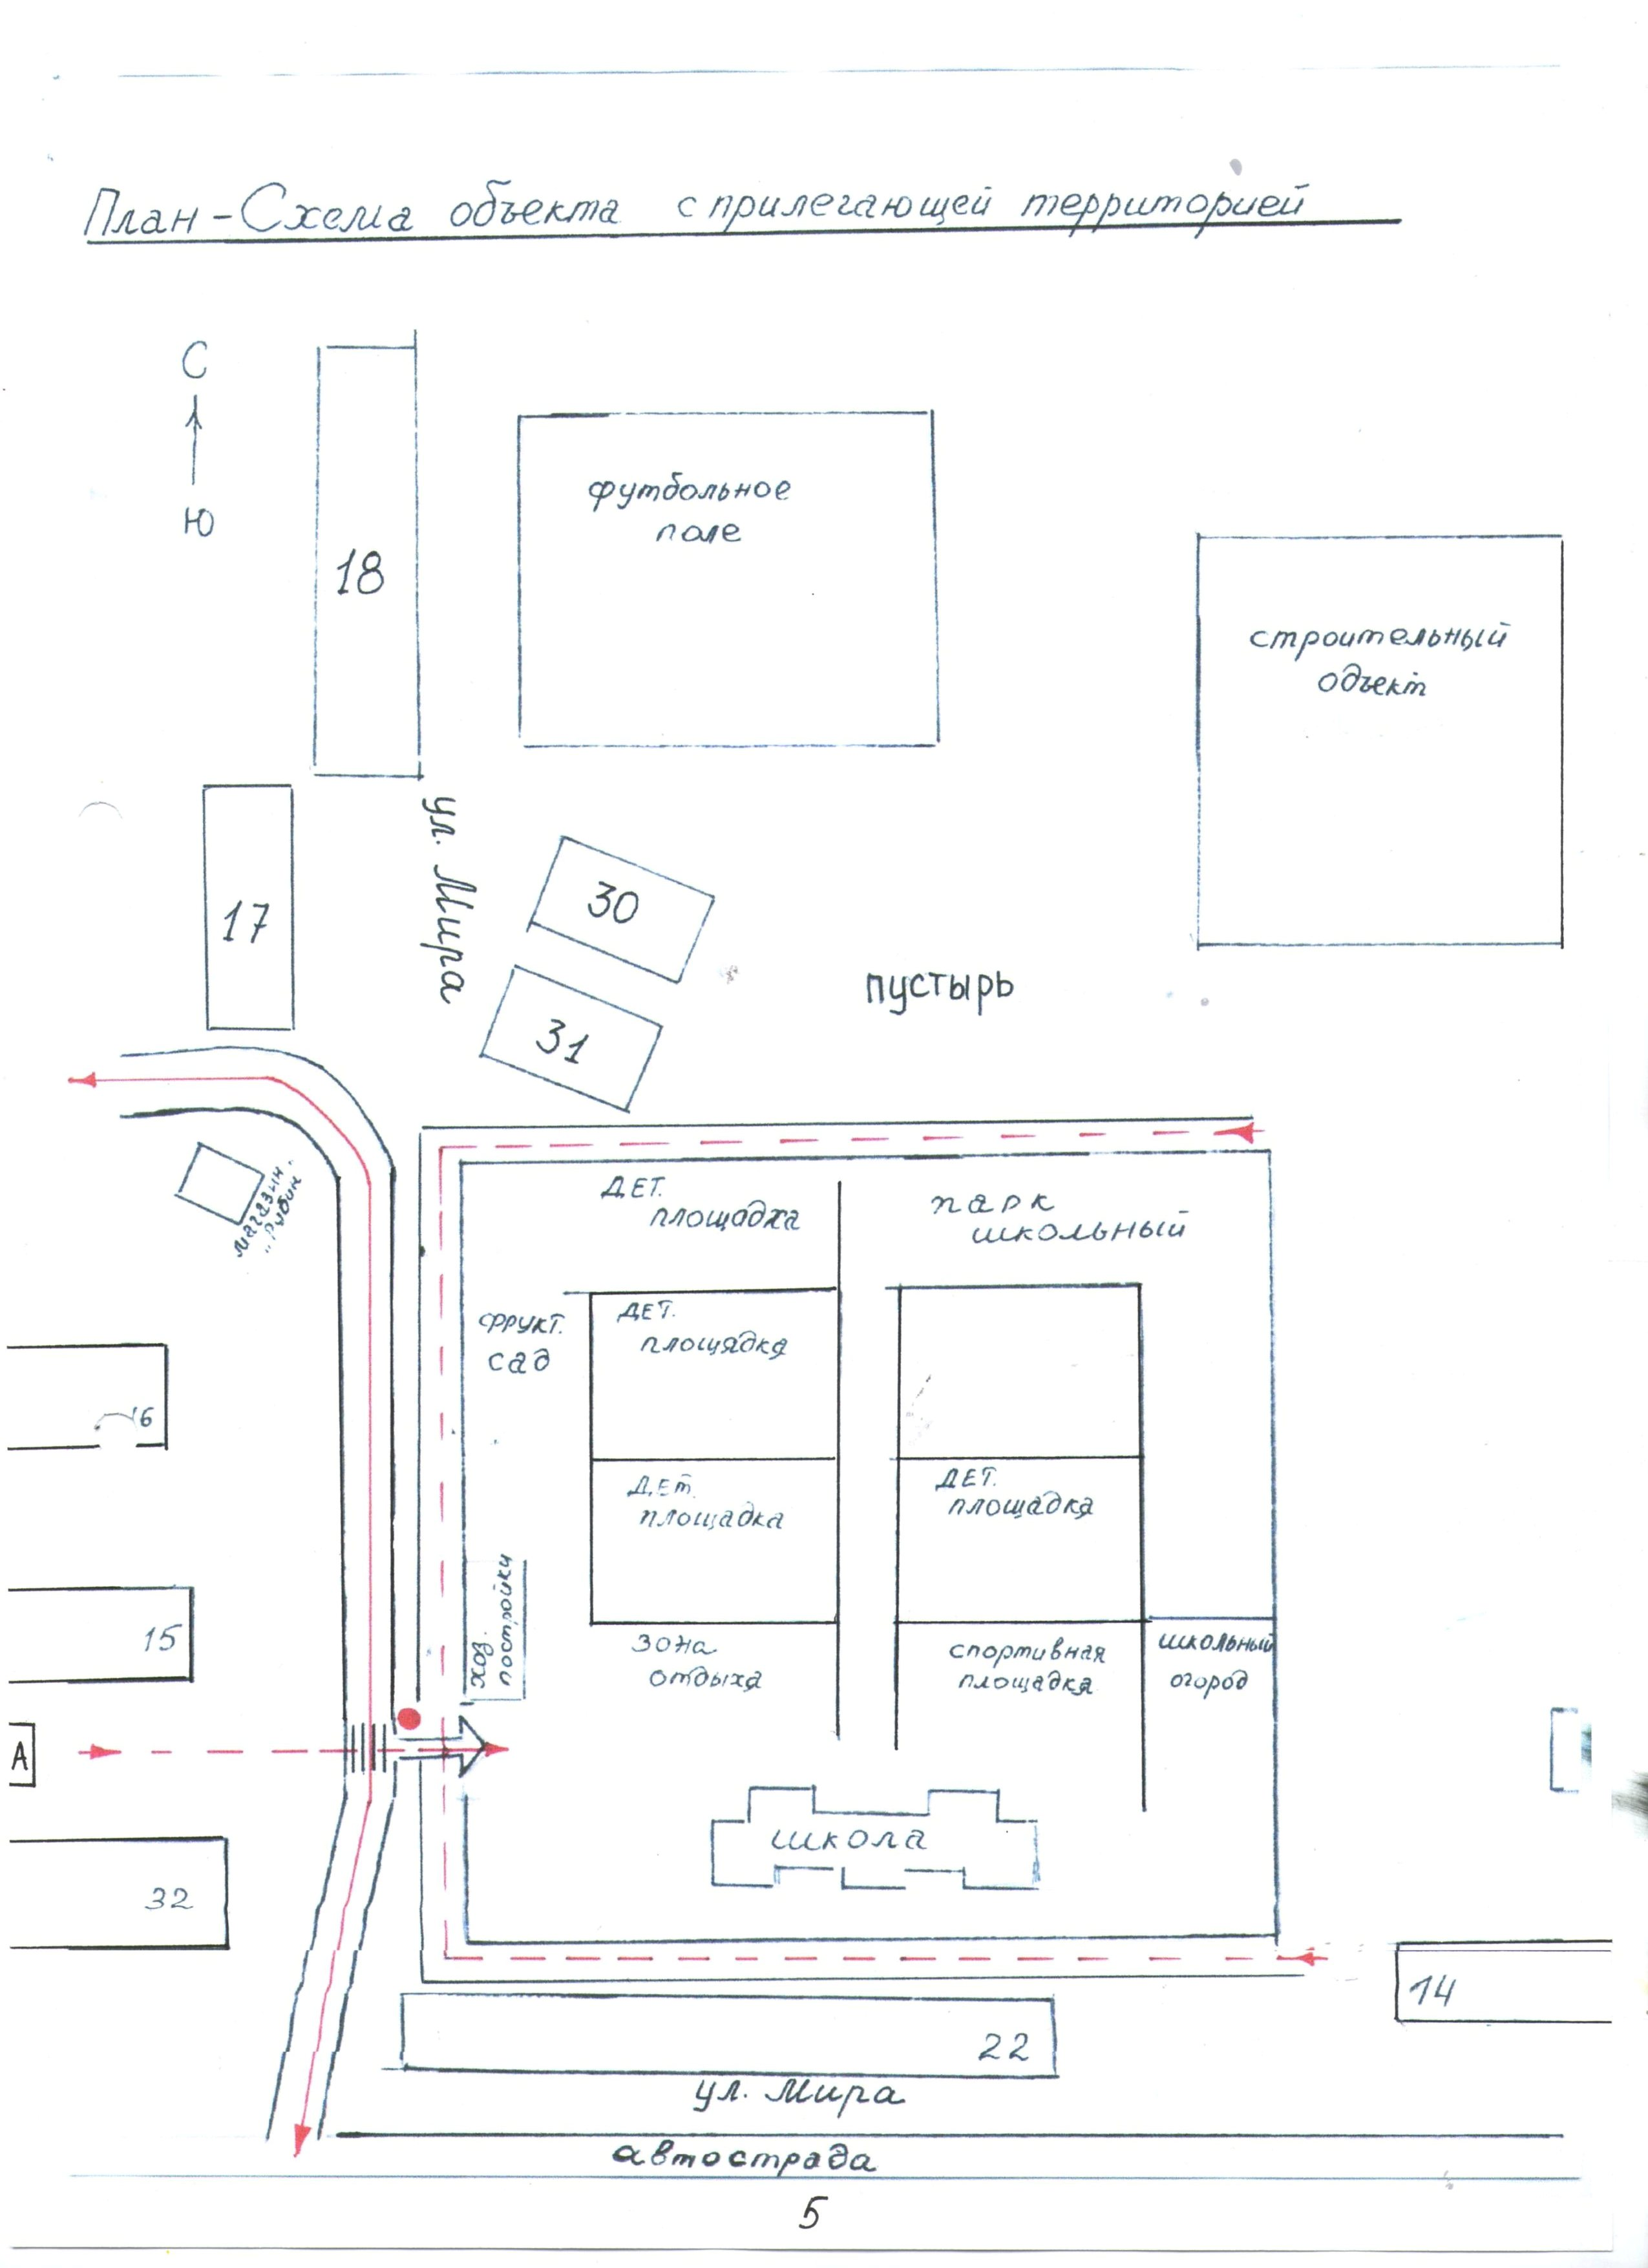 План-Схема объекта с прилегающей территорией
С
Ю
18
футбольное
поле
строительный
объект
17
ул. Мира
30
31
пустырь
магазин
„Рубин"
ДЕТ.
площадка
парк
школьный
фрукт.
сад
ДЕТ.
площадка
16
ДЕТ.
площадка
ДЕТ.
площадка
15
хоз.
постройки
зона
отдыха
спортивная
площадка
школьный
огород
А
школа
32
14
22
ул. Мира
автострада
5